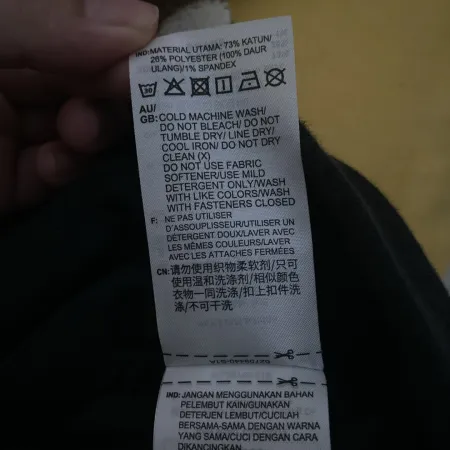 IND: MATERIAL UTAMA: 73% KATUN/
26% POLYESTER (100% DAUR
ULANG)/1% SPANDEX
30
AU/
GB: COLD MACHINE WASH/
DO NOT BLEACH/ DO NOT
TUMBLE DRY/ LINE DRY/
COOL IRON/ DO NOT DRY
CLEAN (X)
DO NOT USE FABRIC
SOFTENER/USE MILD
DETERGENT ONLY/WASH
WITH LIKE COLORS/WASH
WITH FASTENERS CLOSED
F: NE PAS UTILISER
D'ASSOUPLISSEUR/UTILISER UN
DÉTERGENT DOUX/LAVER AVEC
LES MÊMES COULEURS/LAVER
AVEC LES ATTACHES FERMÉES
CN: 请勿使用织物柔软剂/只可
使用温和洗涤剂/相似颜色
衣物一同洗涤/扣上扣件洗
涤/不可干洗
IND: JANGAN MENGGUNAKAN BAHAN
PELEMBUT KAIN/GUNAKAN
DETERJEN LEMBUT/CUCILAH
BERSAMA-SAMA DENGAN WARNA
YANG SAMA/CUCI DENGAN CARA
DIKANCINGKAN